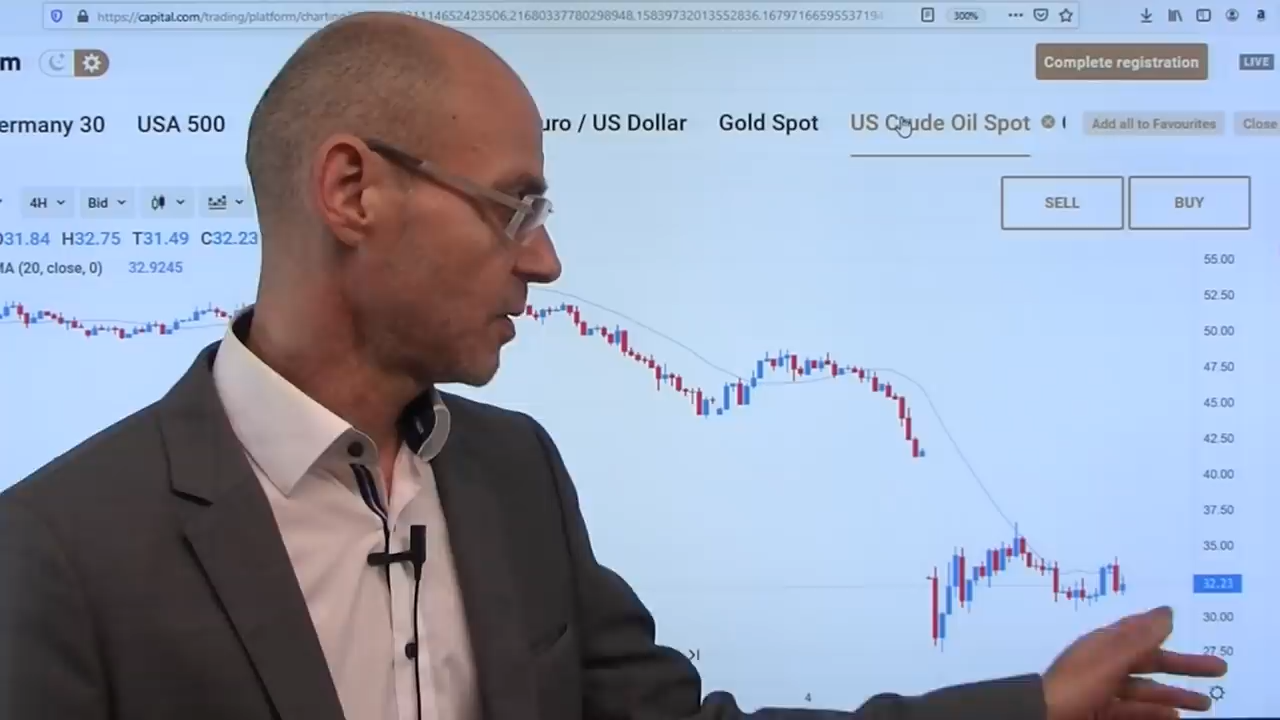 https://capital.com/trading/platform/charting
300%
m
Complete registration
LIVE
ermany 30
USA 500
uro / US Dollar
Gold Spot
US Crude Oil Spot
Add all to Favourites
Close
4H
Bid
SELL
BUY
O31.84 H32.75 T31.49 C32.23
MA (20, close, 0) 32.9245
55.00
52.50
50.00
47.50
45.00
42.50
40.00
37.50
35.00
32.23
30.00
27.50
4